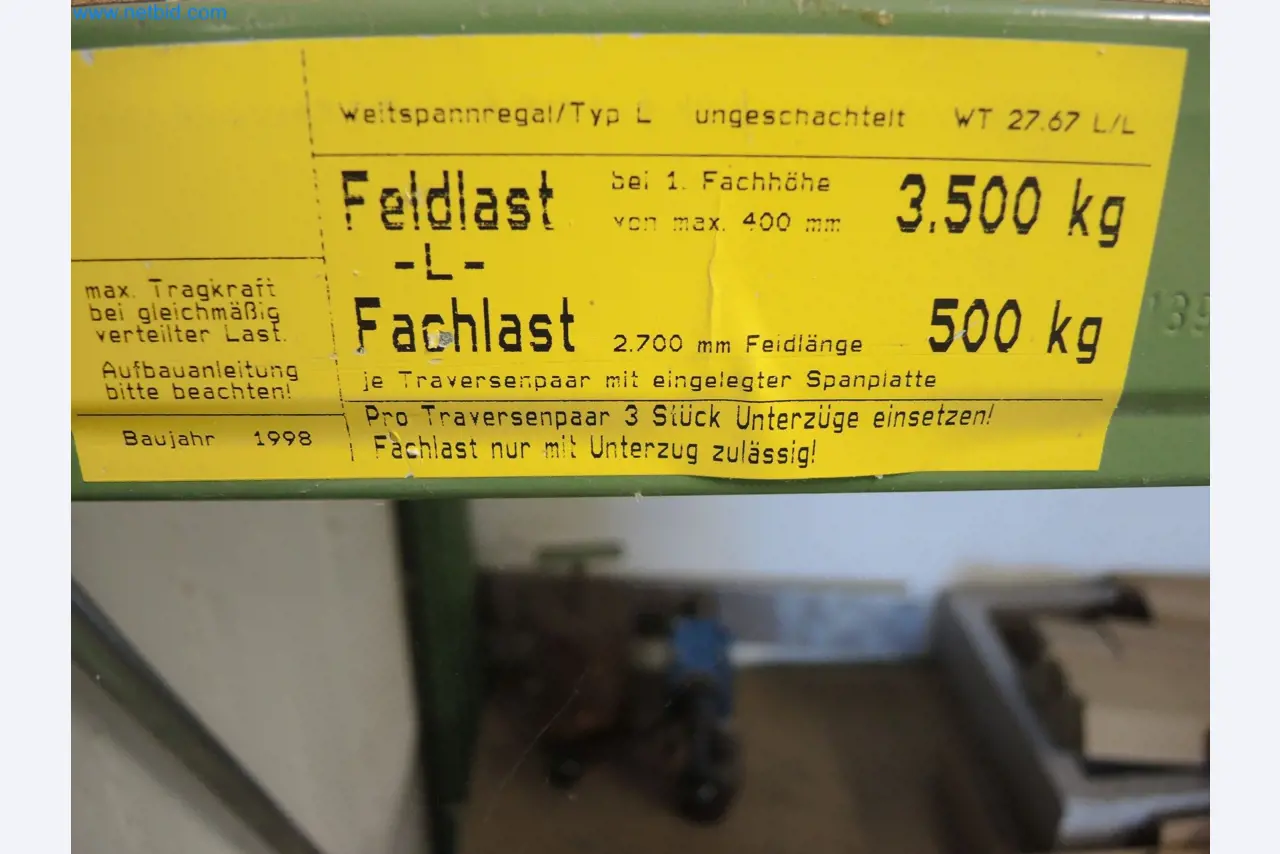 www.netbid.com
Weitspannregal/Typ L ungeschachtelt WT 27.67 L/L
Feldlast bei 1. Fachhöhe von max. 400 mm 3.500 kg
-L-
Fachlast 2.700 mm Feldlänge 500 kg
je Traversenpaar mit eingelegter Spanplatte
Pro Traversenpaar 3 Stück Unterzüge einsetzen!
Fachlast nur mit Unterzug zulässig!
max. Tragkraft
bei gleichmäßig
verteilter Last.
Aufbauanleitung
bitte beachten!
Baujahr 1998